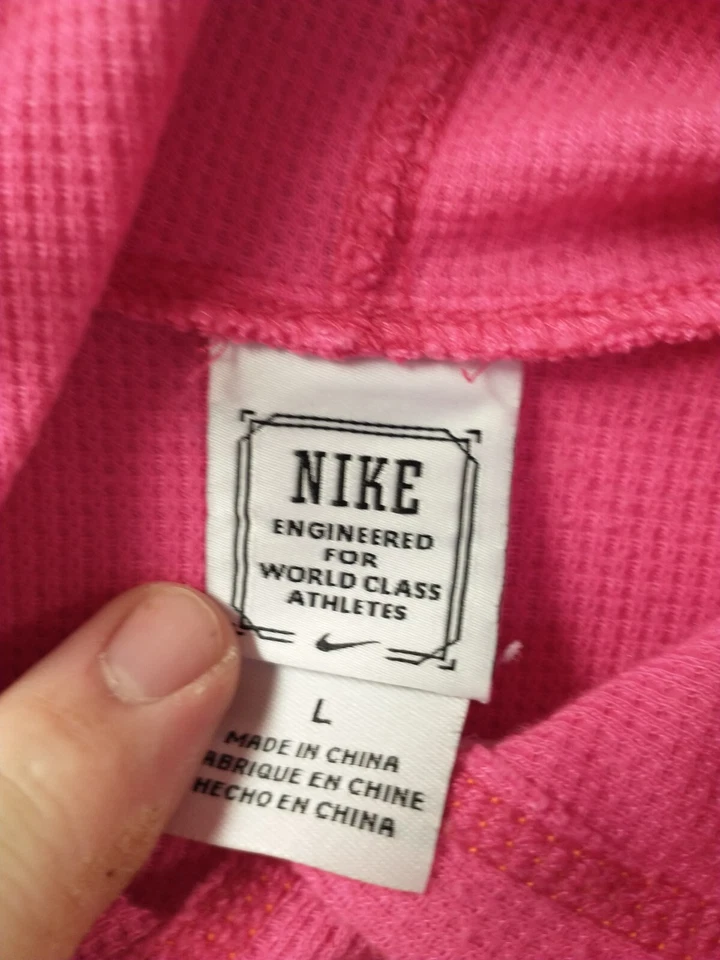 NIKE
ENGINEERED
FOR
WORLD CLASS
ATHLETES
L
MADE IN CHINA
ABRIQUE EN CHINE
HECHO EN CHINA